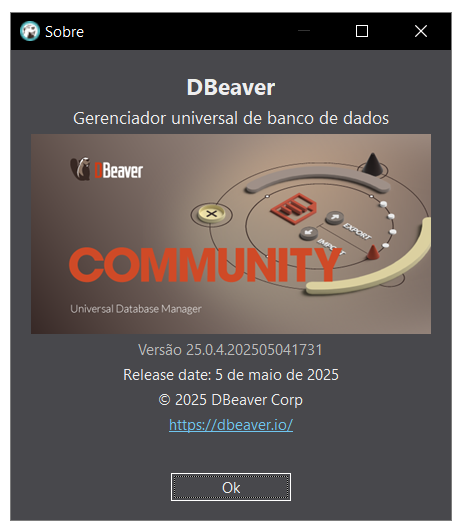 Sobre
DBeaver
Gerenciador universal de banco de dados
DBeaver
EXPORT
IMPORT
COMMUNITY
Universal Database Manager
Versão 25.0.4.202505041731
Release date: 5 de maio de 2025
© 2025 DBeaver Corp
https://dbeaver.io/
Ok